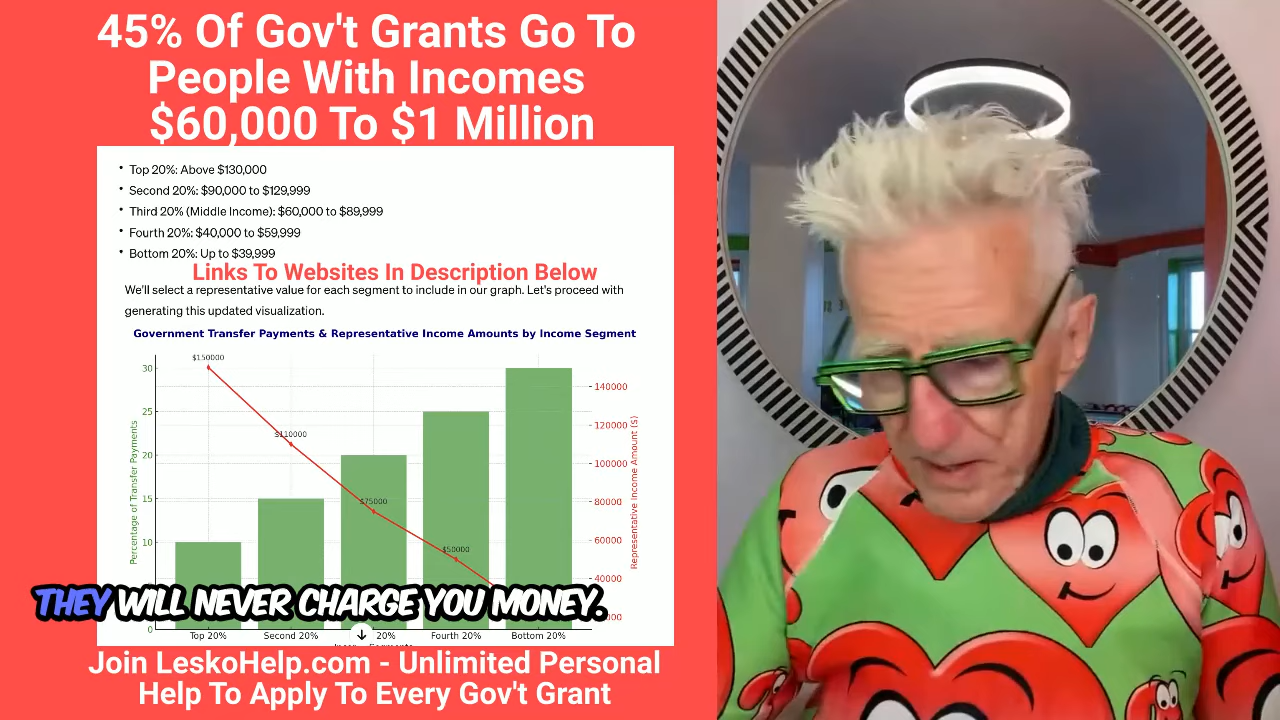 45% Of Gov't Grants Go To
People With Incomes
$60,000 To $1 Million
• Top 20%: Above $130,000
• Second 20%: $90,000 to $129,999
• Third 20% (Middle Income): $60,000 to $89,999
• Fourth 20%: $40,000 to $59,999
• Bottom 20%: Up to $39,999
Links To Websites In Description Below
We'll select a representative value for each segment to include in our graph. Let's proceed with
generating this updated visualization.
Government Transfer Payments & Representative Income Amounts by Income Segment
$150000
$110000
$75000
$50000
30
25
20
15
10
0
Percentage of Transfer Payments
140000
120000
100000
80000
60000
40000
Representative Income Amount ($)
THEY WILL NEVER CHARGE YOU MONEY.
Top 20%
Second 20%
20%
Fourth 20%
Bottom 20%
Join LeskoHelp.com - Unlimited Personal
Help To Apply To Every Gov't Grant